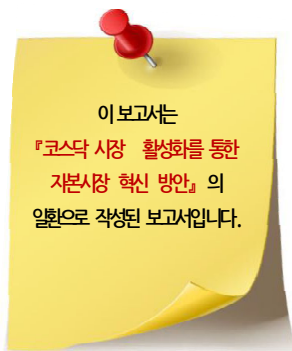 이 보고서는
『코스닥 시장 활성화를 통한
자본시장 혁신 방안』의
일환으로 작성된 보고서입니다.